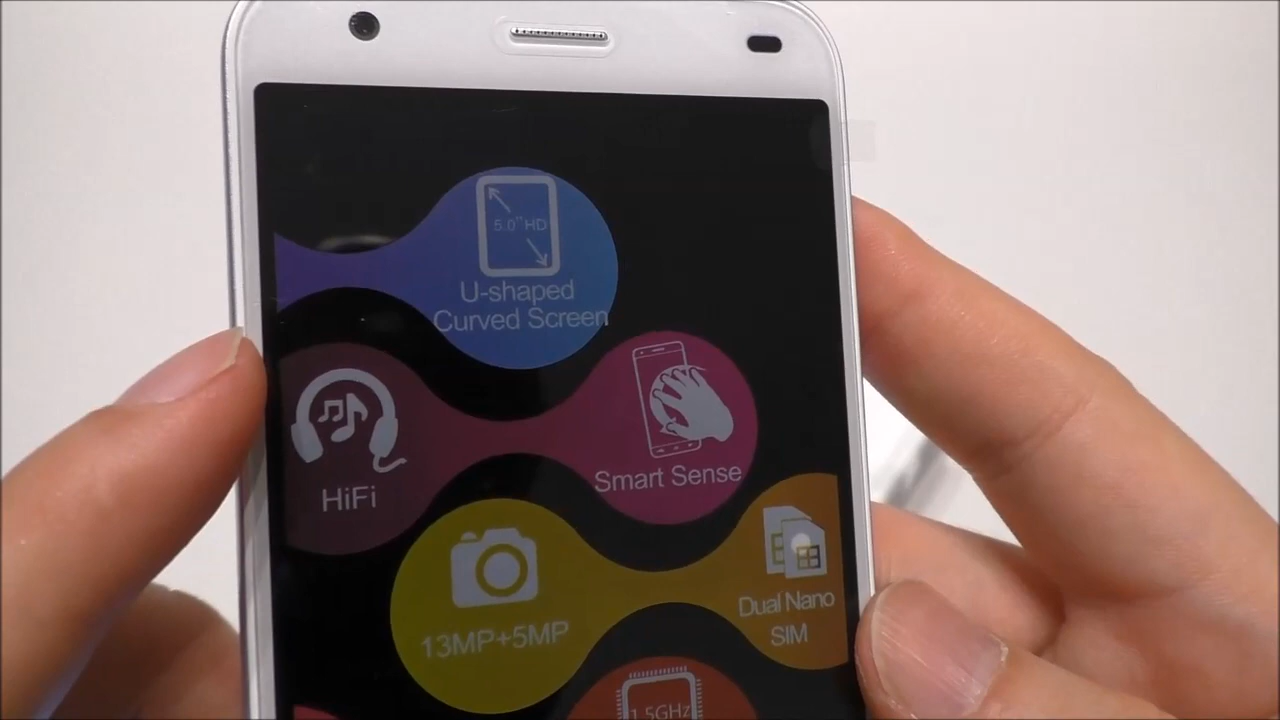 5.0" HD
U-shaped
Curved Screen
HiFi
Smart Sense
13MP+5MP
Dual Nano
SIM
1.5GHz